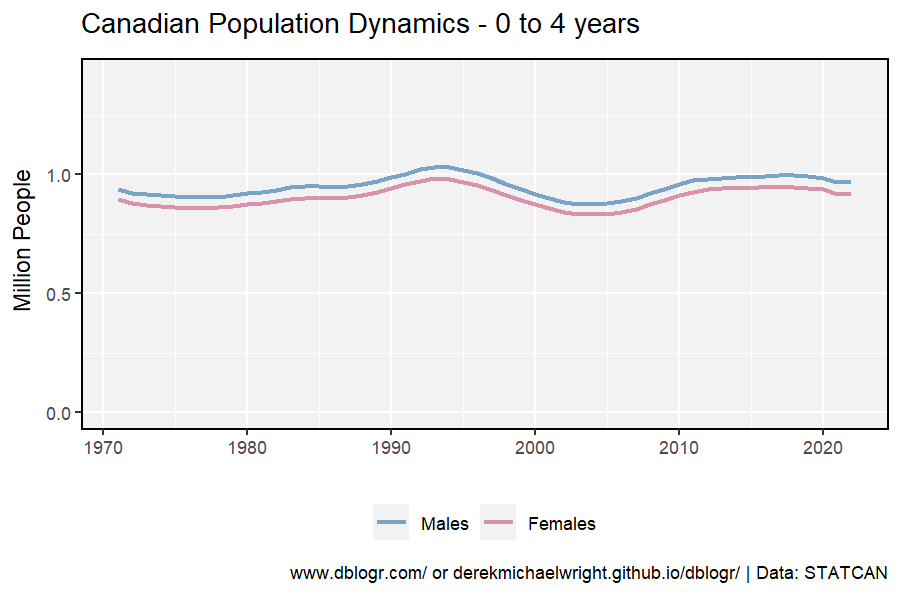 Canadian Population Dynamics - 0 to 4 years
Million People
1.0
0.5
0.0
1970 1980 1990 2000 2010 2020
Males Females
www.dblogr.com/ or derekmichaelwright.github.io/dblogr/ | Data: STATCAN